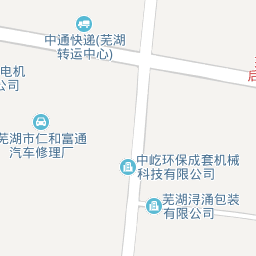 中通快递(芜湖
转运中心)
电机
公司
后
芜湖市仁和富通
汽车修理厂
中屹环保成套机械
科技有限公司
芜湖浔涌包装
有限公司